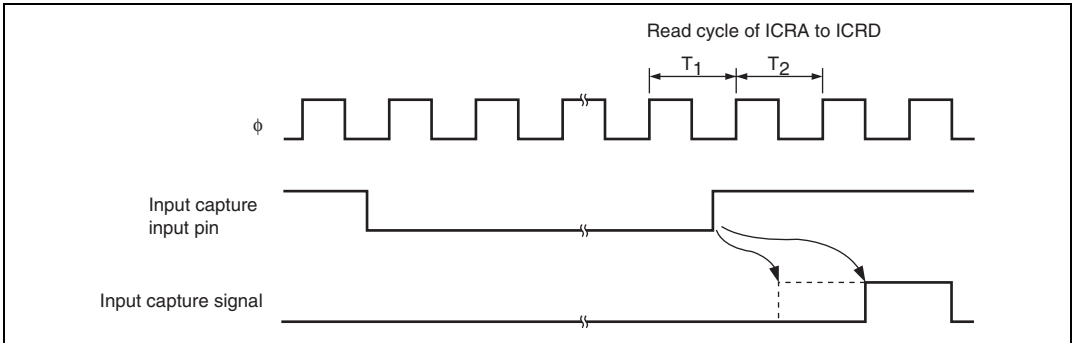 Read cycle of ICRA to ICRD
T1 T2
φ
Input capture
input pin
Input capture signal